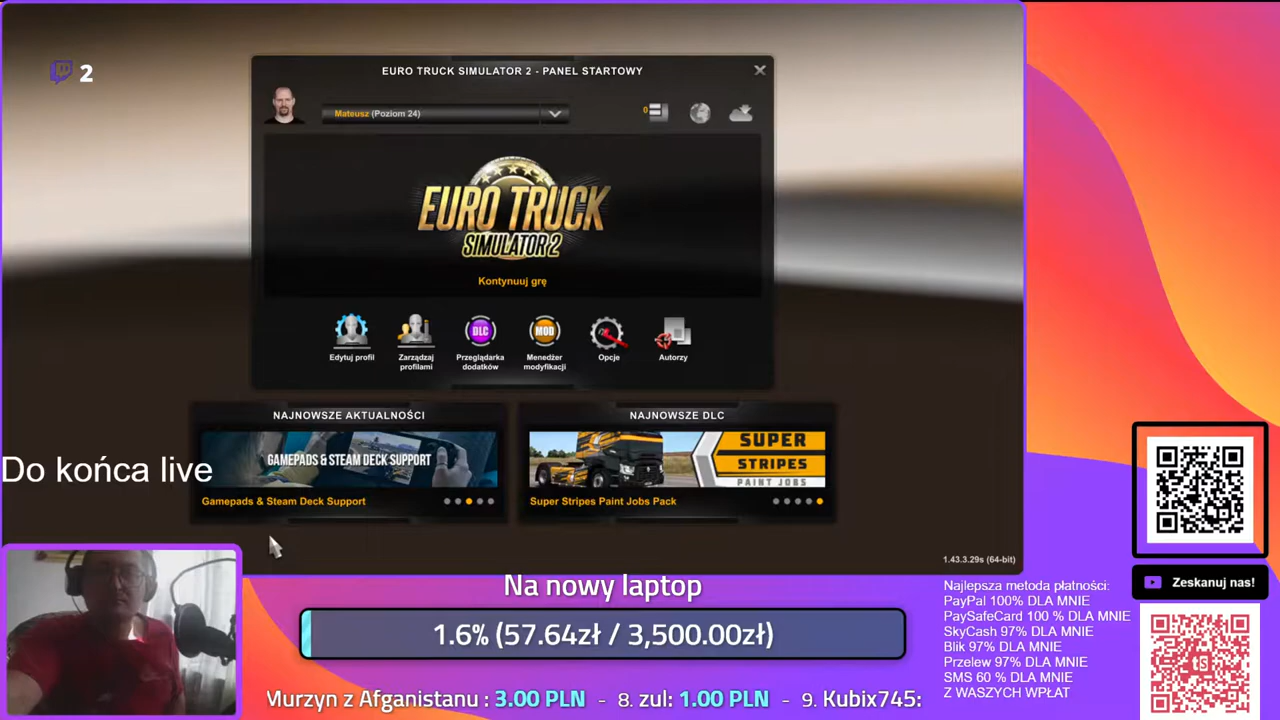 2
EURO TRUCK SIMULATOR 2 - PANEL STARTOWY
Mateusz (Poziom 24)
0
EURO TRUCK
SIMULATOR 2
Kontynuuj grę
DLC
MOD
Edytuj profil
Zarządzaj profilami
Przeglądarka dodatków
Menedżer modyfikacji
Opcje
Autorzy
NAJNOWSZE AKTUALNOŚCI
GAMEPADS & STEAM DECK SUPPORT
Gamepads & Steam Deck Support
NAJNOWSZE DLC
SUPER
STRIPES
PAINT JOBS
Super Stripes Paint Jobs Pack
Do końca live
1.43.3.29s (64-bit)
Na nowy laptop
1.6% (57.64zł / 3,500.00zł)
Murzyn z Afganistanu : 3.00 PLN - 8. zul: 1.00 PLN - 9. Kubix745:
Najlepsza metoda płatności:
PayPal 100% DLA MNIE
PaySafeCard 100 % DLA MNIE
SkyCash 97% DLA MNIE
Blik 97% DLA MNIE
Przelew 97% DLA MNIE
SMS 60 % DLA MNIE
Z WASZYCH WPŁAT
Zeskanuj nas!
tS